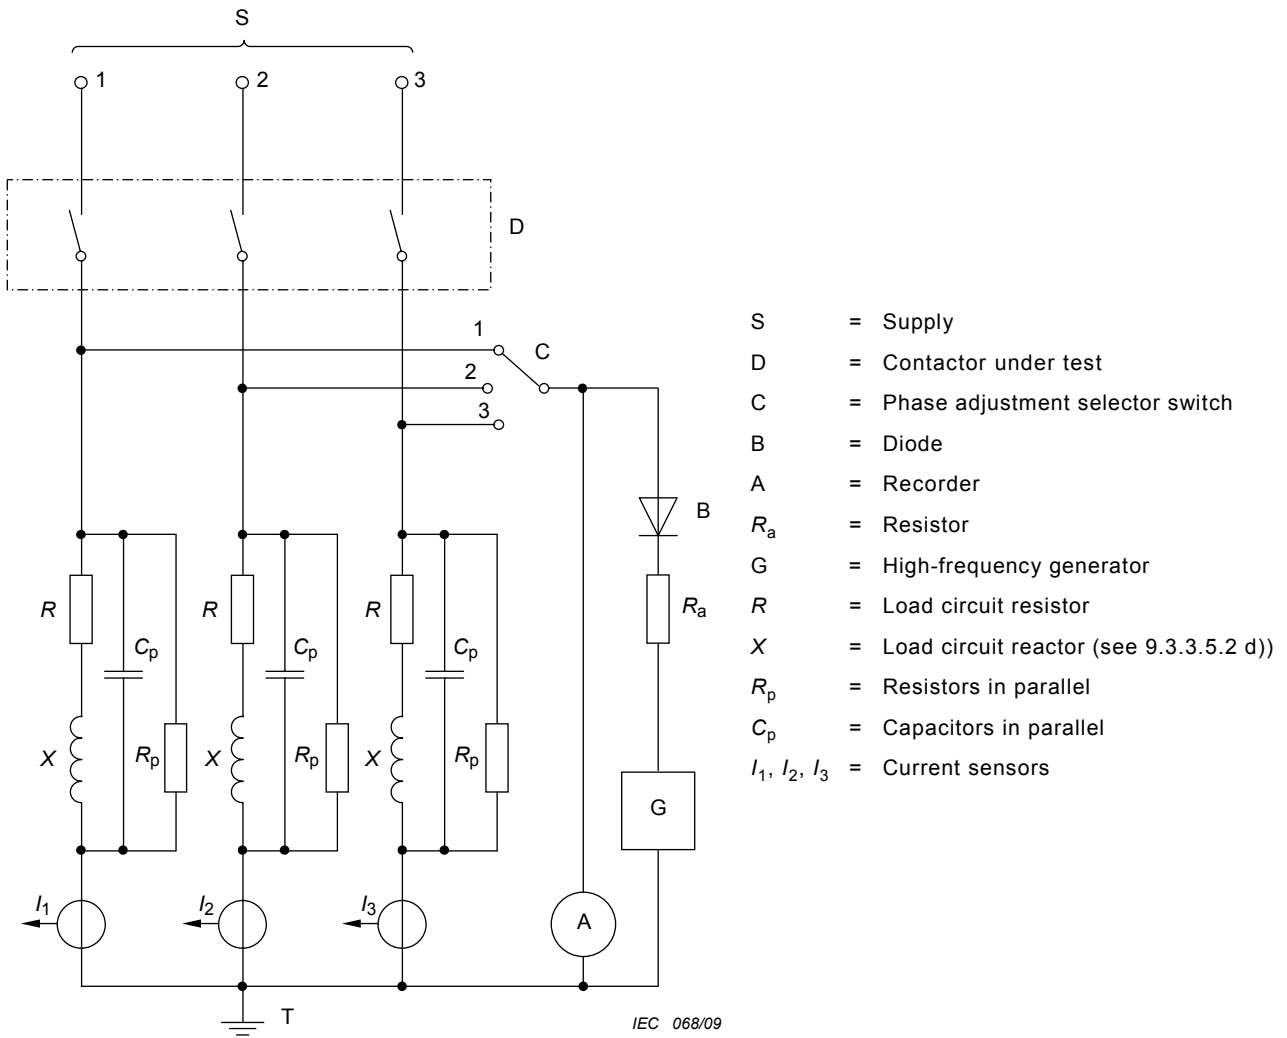 S
1 2 3
D
1
C
2
3
B
R R R Ra
Cp Cp Cp
X Rp X Rp X Rp
G
I1 I2 I3
A
T
IEC 068/09
S = Supply
D = Contactor under test
C = Phase adjustment selector switch
B = Diode
A = Recorder
Ra = Resistor
G = High-frequency generator
R = Load circuit resistor
X = Load circuit reactor (see 9.3.3.5.2 d))
Rp = Resistors in parallel
Cp = Capacitors in parallel
I1, I2, I3 = Current sensors